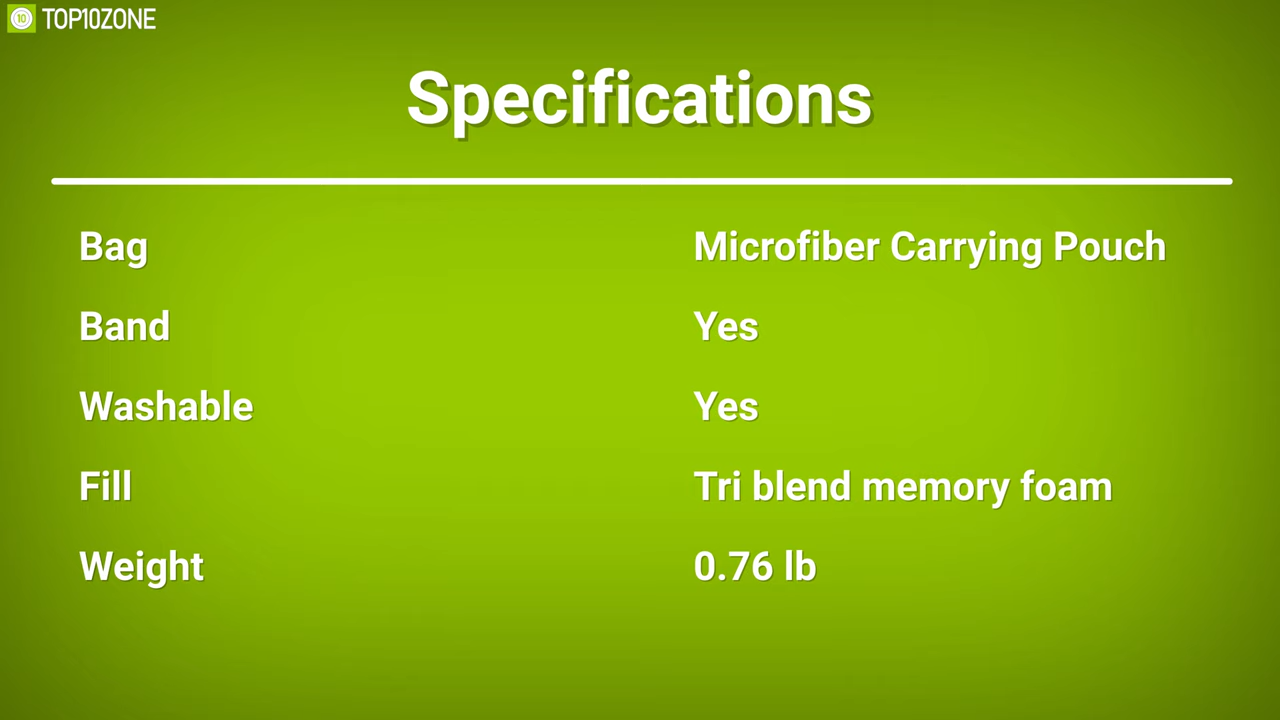 10 TOP10ZONE
Specifications
Bag Microfiber Carrying Pouch
Band Yes
Washable Yes
Fill Tri blend memory foam
Weight 0.76 lb